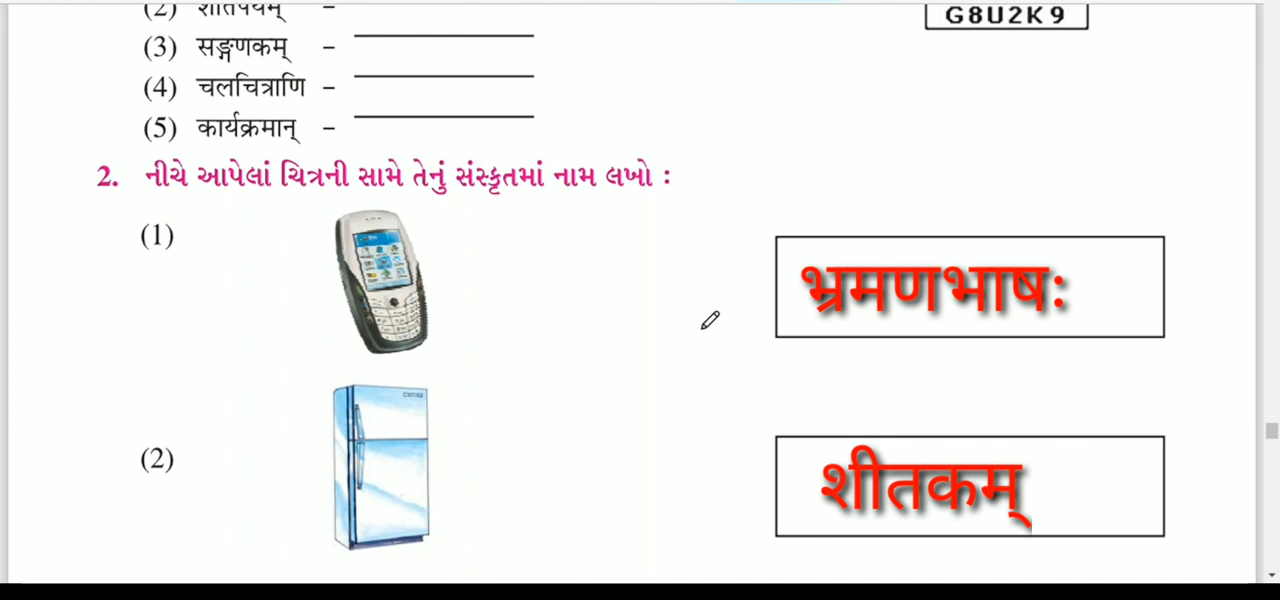 G8U2K9
(3) सङ्गणकम् –
(4) चलचित्राणि –
(5) कार्यक्रमान् –
2. નીચે આપેલાં ચિત્રની સામે તેનું સંસ્કૃતમાં નામ લખો :
(1)
भ्रमणभाषः
(2)
शीतकम्